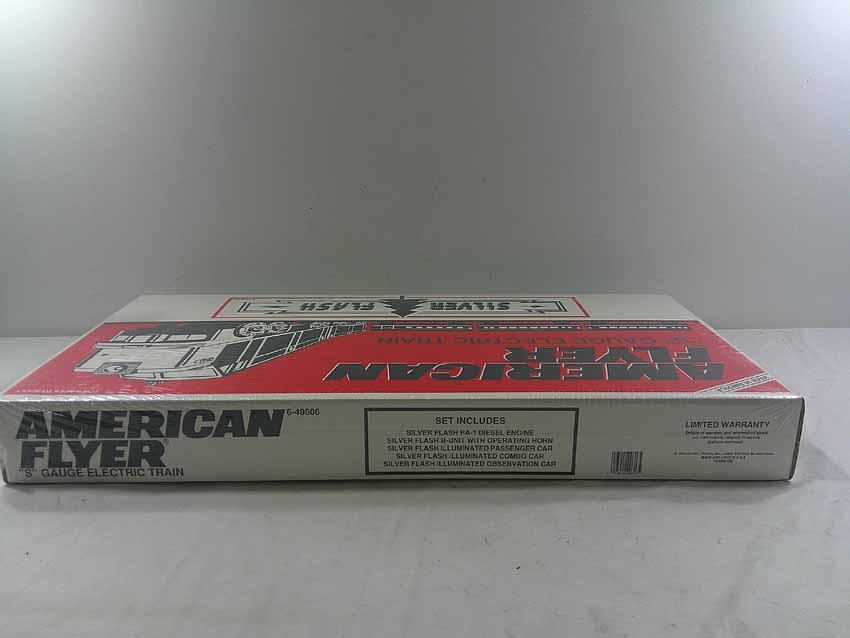 SILVER FLASH
"S" GAUGE ELECTRIC TRAIN
AMERICAN
FLYER
AMERICAN
FLYER®
"S" GAUGE ELECTRIC TRAIN
6-49606
SET INCLUDES
SILVER FLASH PA-1 DIESEL ENGINE
SILVER FLASH B-UNIT WITH OPERATING HORN
SILVER FLASH ILLUMINATED PASSENGER CAR
SILVER FLASH ILLUMINATED COMBO CAR
SILVER FLASH ILLUMINATED OBSERVATION CAR
LIMITED WARRANTY